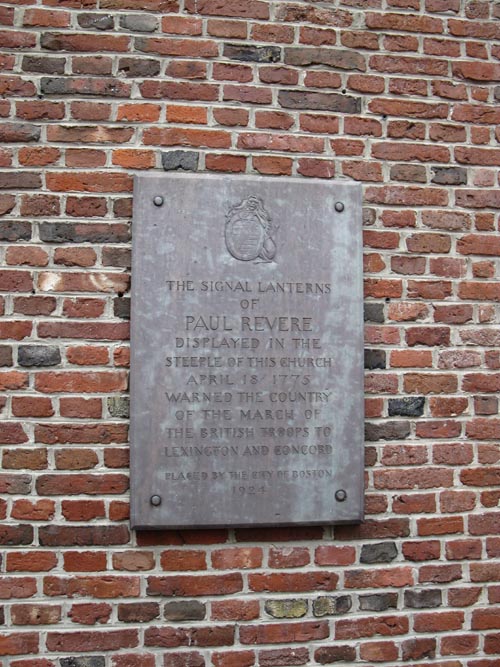 THE SIGNAL LANTERNS
OF
PAUL REVERE
DISPLAYED IN THE
STEEPLE OF THIS CHURCH
APRIL 18 1775
WARNED THE COUNTRY
OF THE MARCH OF
THE BRITISH TROOPS TO
LEXINGTON AND CONCORD
PLACED BY THE CITY OF BOSTON
1924